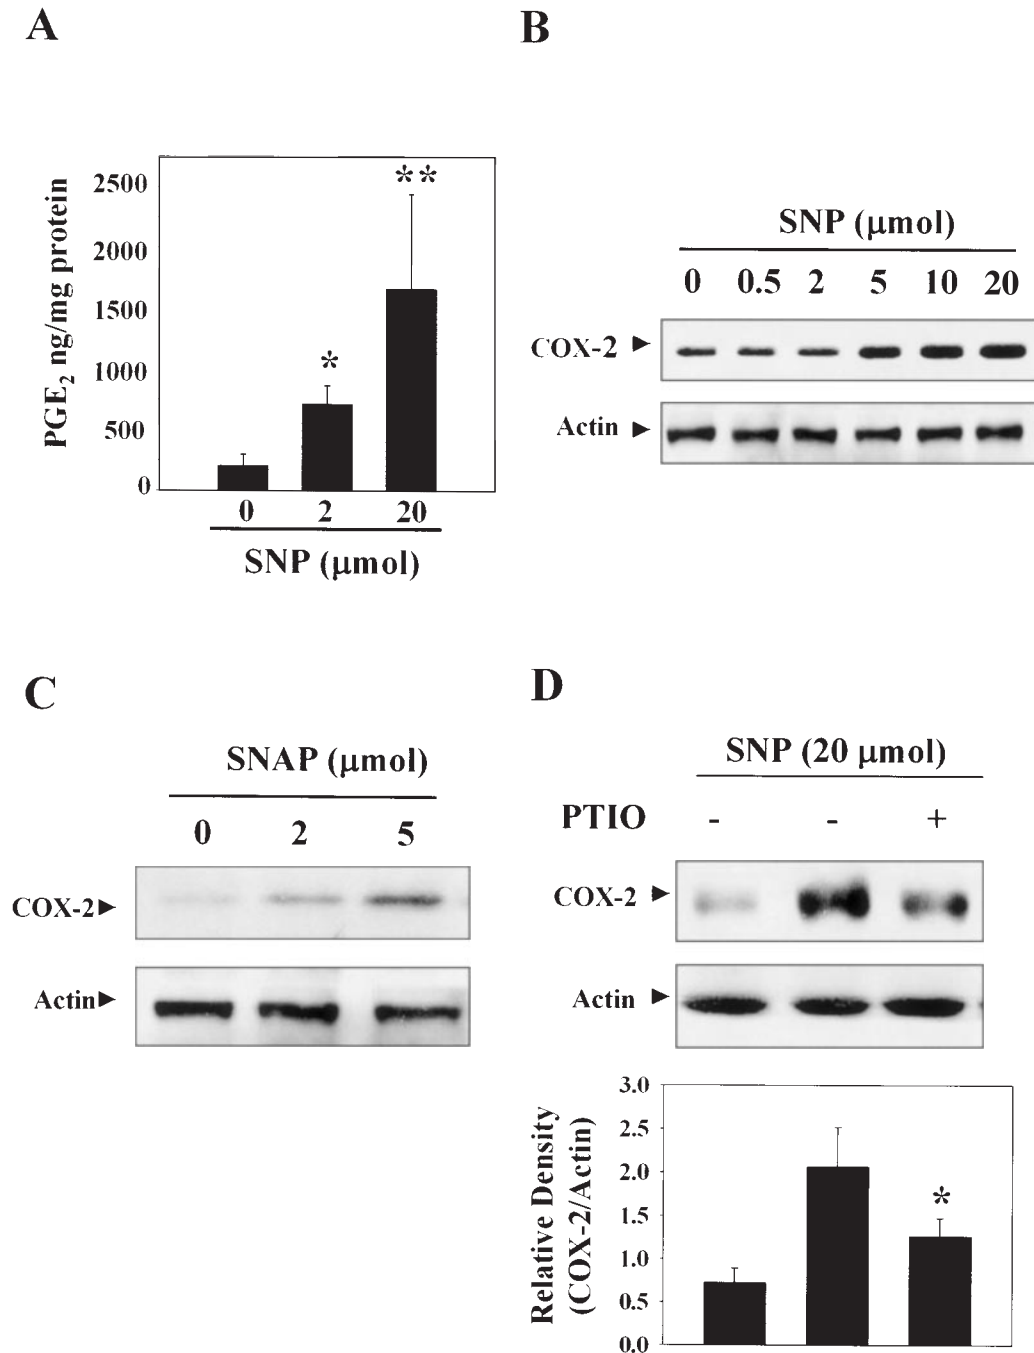 A
PGE2 ng/mg protein
2500
2000
1500
1000
500
0
*
**
0 2 20
SNP (μmol)
B
SNP (μmol)
0 0.5 2 5 10 20
COX-2
Actin
C
SNAP (μmol)
0 2 5
COX-2
Actin
D
SNP (20 μmol)
PTIO - - +
COX-2
Actin
Relative Density
(COX-2/Actin)
3.0
2.5
2.0
1.5
1.0
0.5
0.0
*